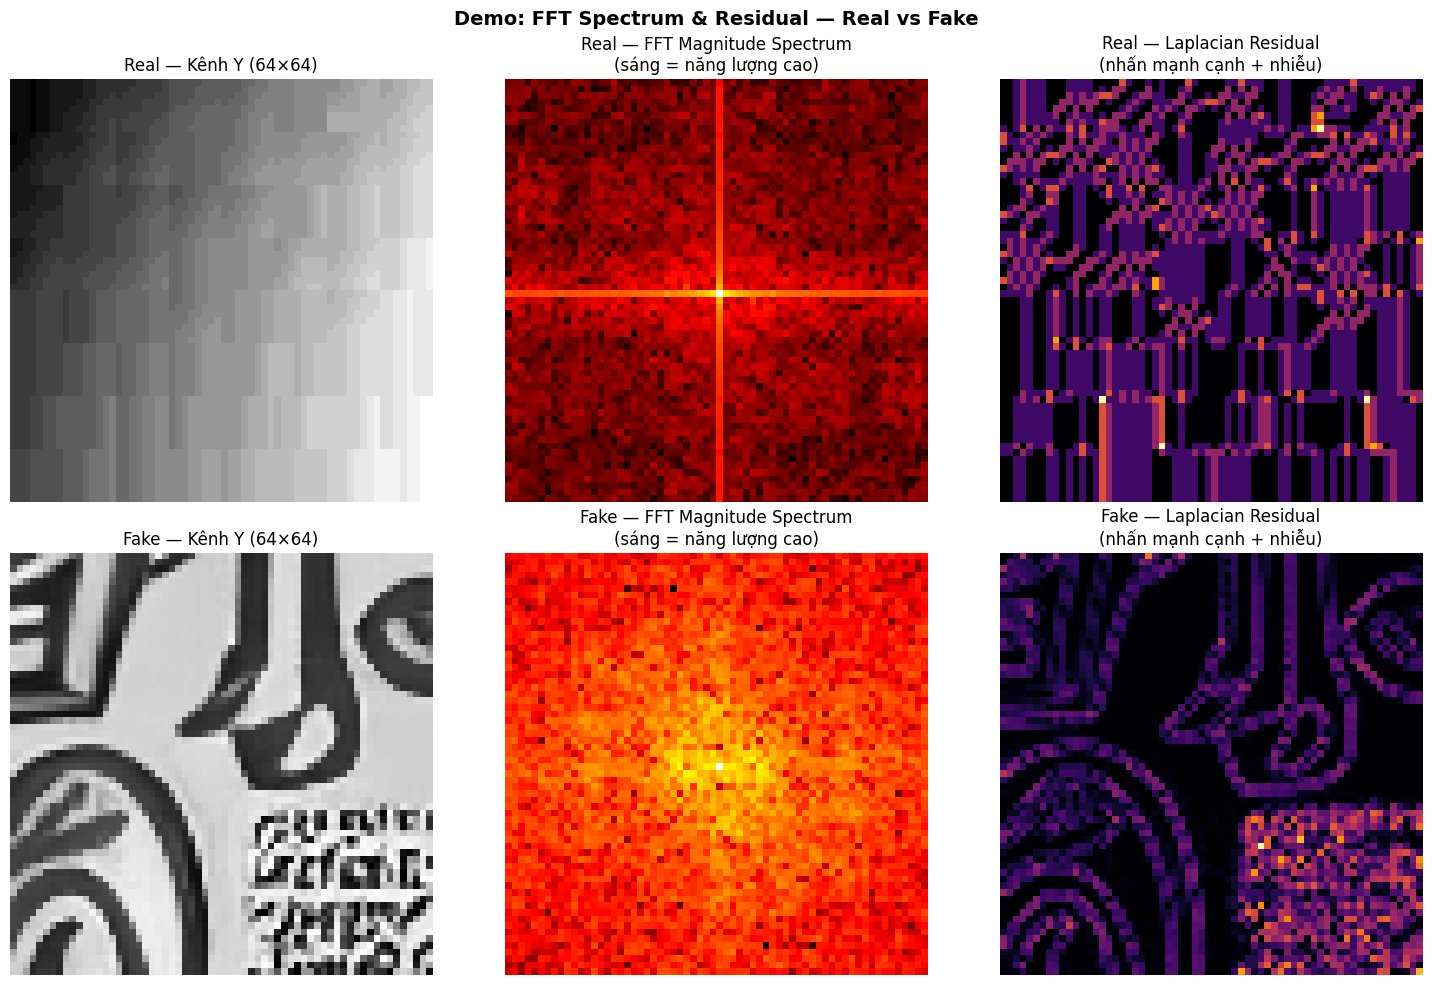 Demo: FFT Spectrum & Residual — Real vs Fake
Real — Kênh Y (64×64)
Real — FFT Magnitude Spectrum
(sáng = năng lượng cao)
Real — Laplacian Residual
(nhấn mạnh cạnh + nhiễu)
Fake — Kênh Y (64×64)
Fake — FFT Magnitude Spectrum
(sáng = năng lượng cao)
Fake — Laplacian Residual
(nhấn mạnh cạnh + nhiễu)